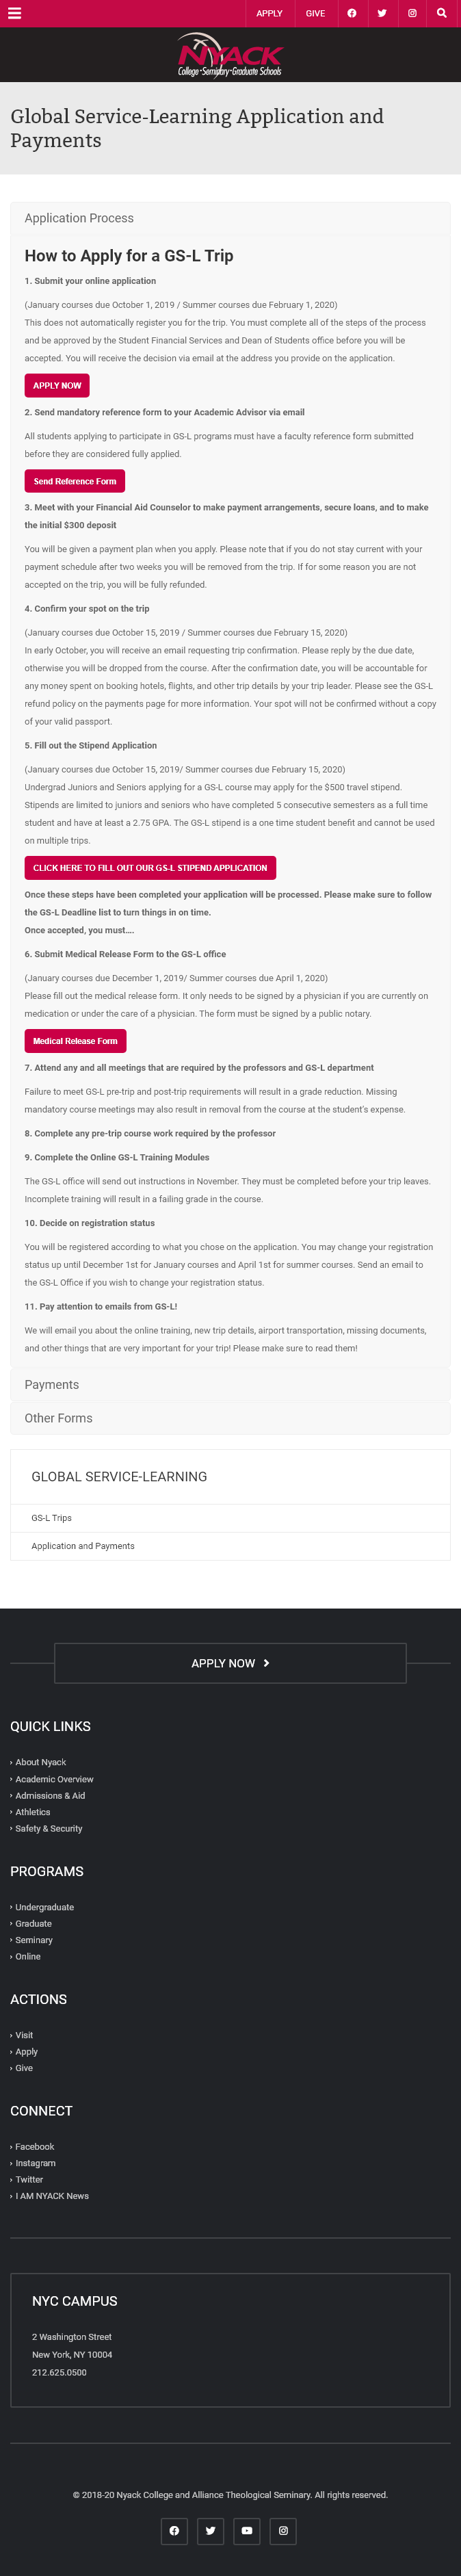 APPLY GIVE
NYACK
College • Seminary • Graduate Schools
Global Service-Learning Application and
Payments
Application Process
How to Apply for a GS-L Trip
1. Submit your online application
(January courses due October 1, 2019 / Summer courses due February 1, 2020)
This does not automatically register you for the trip. You must complete all of the steps of the process
and be approved by the Student Financial Services and Dean of Students office before you will be
accepted. You will receive the decision via email at the address you provide on the application.
APPLY NOW
2. Send mandatory reference form to your Academic Advisor via email
All students applying to participate in GS-L programs must have a faculty reference form submitted
before they are considered fully applied.
Send Reference Form
3. Meet with your Financial Aid Counselor to make payment arrangements, secure loans, and to make
the initial $300 deposit
You will be given a payment plan when you apply. Please note that if you do not stay current with your
payment schedule after two weeks you will be removed from the trip. If for some reason you are not
accepted on the trip, you will be fully refunded.
4. Confirm your spot on the trip
(January courses due October 15, 2019 / Summer courses due February 15, 2020)
In early October, you will receive an email requesting trip confirmation. Please reply by the due date,
otherwise you will be dropped from the course. After the confirmation date, you will be accountable for
any money spent on booking hotels, flights, and other trip details by your trip leader. Please see the GS-L
refund policy on the payments page for more information. Your spot will not be confirmed without a copy
of your valid passport.
5. Fill out the Stipend Application
(January courses due October 15, 2019/ Summer courses due February 15, 2020)
Undergrad Juniors and Seniors applying for a GS-L course may apply for the $500 travel stipend.
Stipends are limited to juniors and seniors who have completed 5 consecutive semesters as a full time
student and have at least a 2.75 GPA. The GS-L stipend is a one time student benefit and cannot be used
on multiple trips.
CLICK HERE TO FILL OUT OUR GS-L STIPEND APPLICATION
Once these steps have been completed your application will be processed. Please make sure to follow
the GS-L Deadline list to turn things in on time.
Once accepted, you must….
6. Submit Medical Release Form to the GS-L office
(January courses due December 1, 2019/ Summer courses due April 1, 2020)
Please fill out the medical release form. It only needs to be signed by a physician if you are currently on
medication or under the care of a physician. The form must be signed by a public notary.
Medical Release Form
7. Attend any and all meetings that are required by the professors and GS-L department
Failure to meet GS-L pre-trip and post-trip requirements will result in a grade reduction. Missing
mandatory course meetings may also result in removal from the course at the student's expense.
8. Complete any pre-trip course work required by the professor
9. Complete the Online GS-L Training Modules
The GS-L office will send out instructions in November. They must be completed before your trip leaves.
Incomplete training will result in a failing grade in the course.
10. Decide on registration status
You will be registered according to what you chose on the application. You may change your registration
status up until December 1st for January courses and April 1st for summer courses. Send an email to
the GS-L Office if you wish to change your registration status.
11. Pay attention to emails from GS-L!
We will email you about the online training, new trip details, airport transportation, missing documents,
and other things that are very important for your trip! Please make sure to read them!
Payments
Other Forms
GLOBAL SERVICE-LEARNING
GS-L Trips
Application and Payments
APPLY NOW
QUICK LINKS
About Nyack
Academic Overview
Admissions & Aid
Athletics
Safety & Security
PROGRAMS
Undergraduate
Graduate
Seminary
Online
ACTIONS
Visit
Apply
Give
CONNECT
Facebook
Instagram
Twitter
I AM NYACK News
NYC CAMPUS
2 Washington Street
New York, NY 10004
212.625.0500
© 2018-20 Nyack College and Alliance Theological Seminary. All rights reserved.